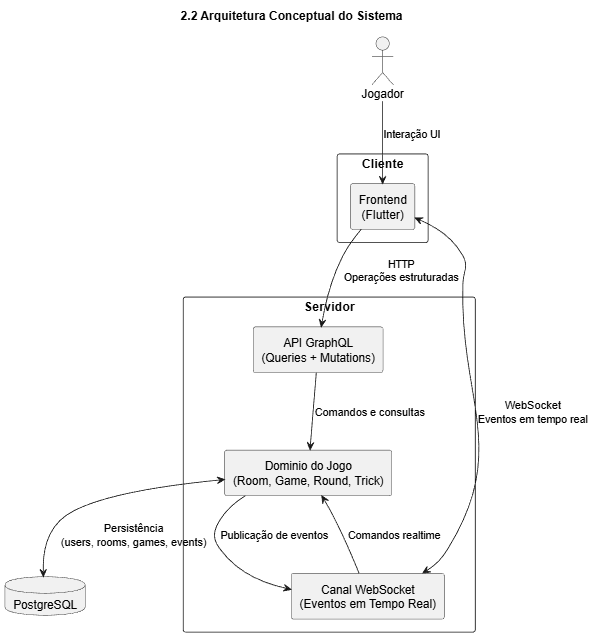 2.2 Arquitetura Conceptual do Sistema
Jogador
Interação UI
Cliente
Frontend
(Flutter)
HTTP
Operações estruturadas
Servidor
API GraphQL
(Queries + Mutations)
WebSocket
Eventos em tempo real
Comandos e consultas
Dominio do Jogo
(Room, Game, Round, Trick)
Persistência
(users, rooms, games, events)
Publicação de eventos
Comandos realtime
Canal WebSocket
(Eventos em Tempo Real)
PostgreSQL